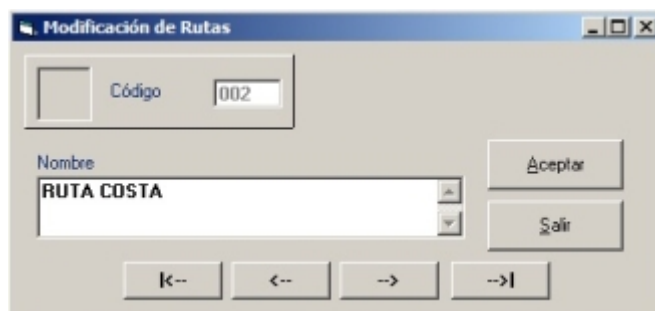 Modificación de Rutas
Código 002
Nombre
RUTA COSTA
Aceptar
Salir
|<-- <-- --> -->|